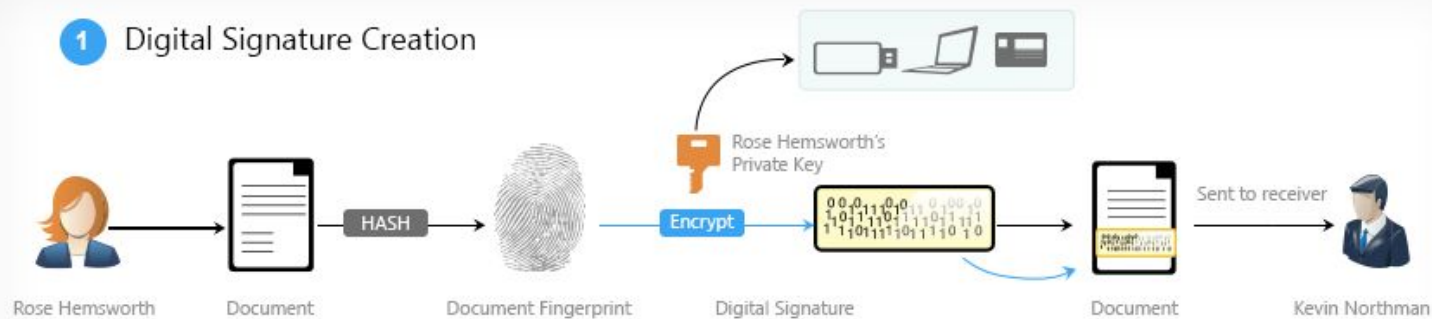 1 Digital Signature Creation
Rose Hemsworth's
Private Key
HASH
Encrypt
Sent to receiver
Rose Hemsworth
Document
Document Fingerprint
Digital Signature
Document
Kevin Northman